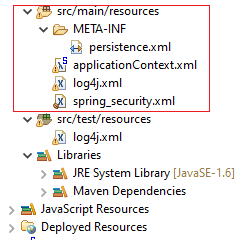 src/main/resources
META-INF
persistence.xml
applicationContext.xml
log4j.xml
spring_security.xml
src/test/resources
log4j.xml
Libraries
JRE System Library [JavaSE-1.6]
Maven Dependencies
JavaScript Resources
Deployed Resources